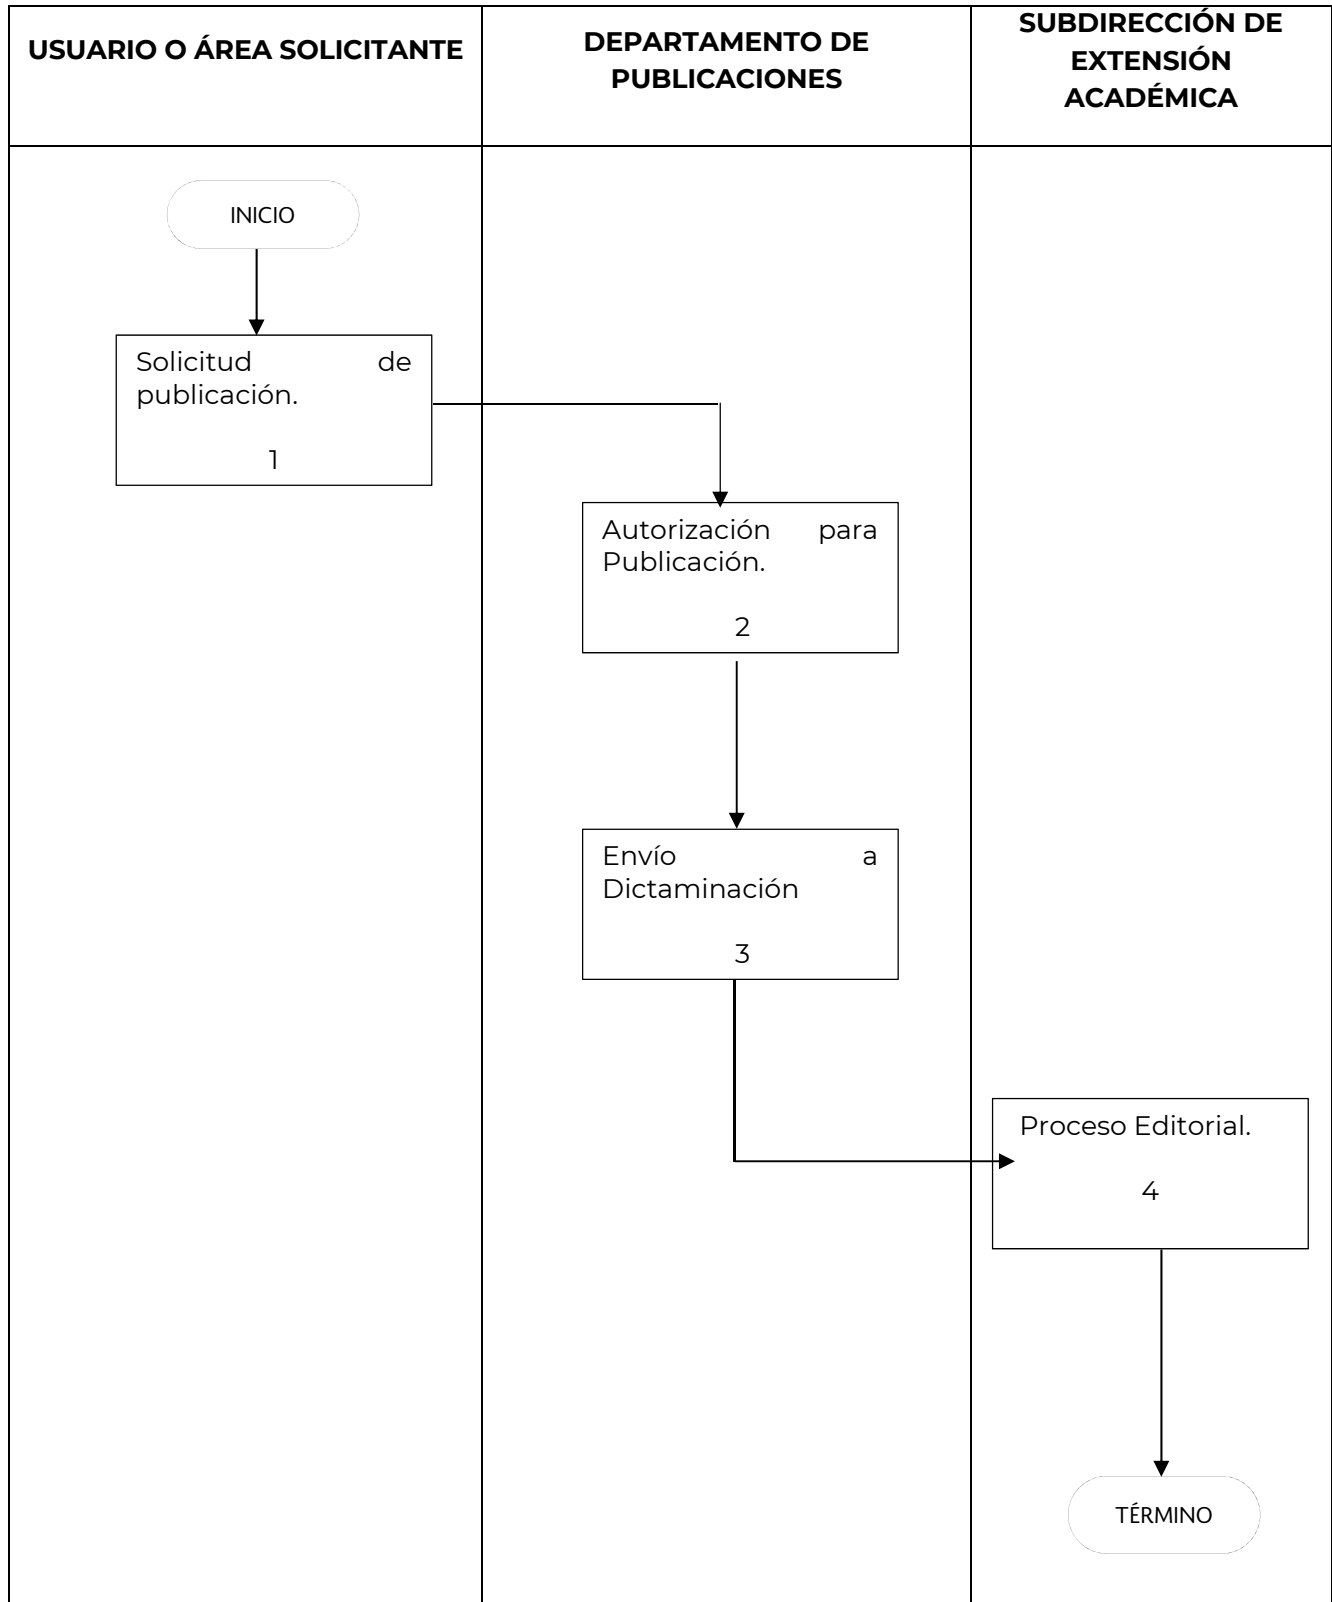 USUARIO O ÁREA SOLICITANTE
DEPARTAMENTO DE
PUBLICACIONES
SUBDIRECCIÓN DE
EXTENSIÓN
ACADÉMICA
INICIO
Solicitud de
publicación.
1
Autorización para
Publicación.
2
Envío a
Dictaminación
3
Proceso Editorial.
4
TÉRMINO